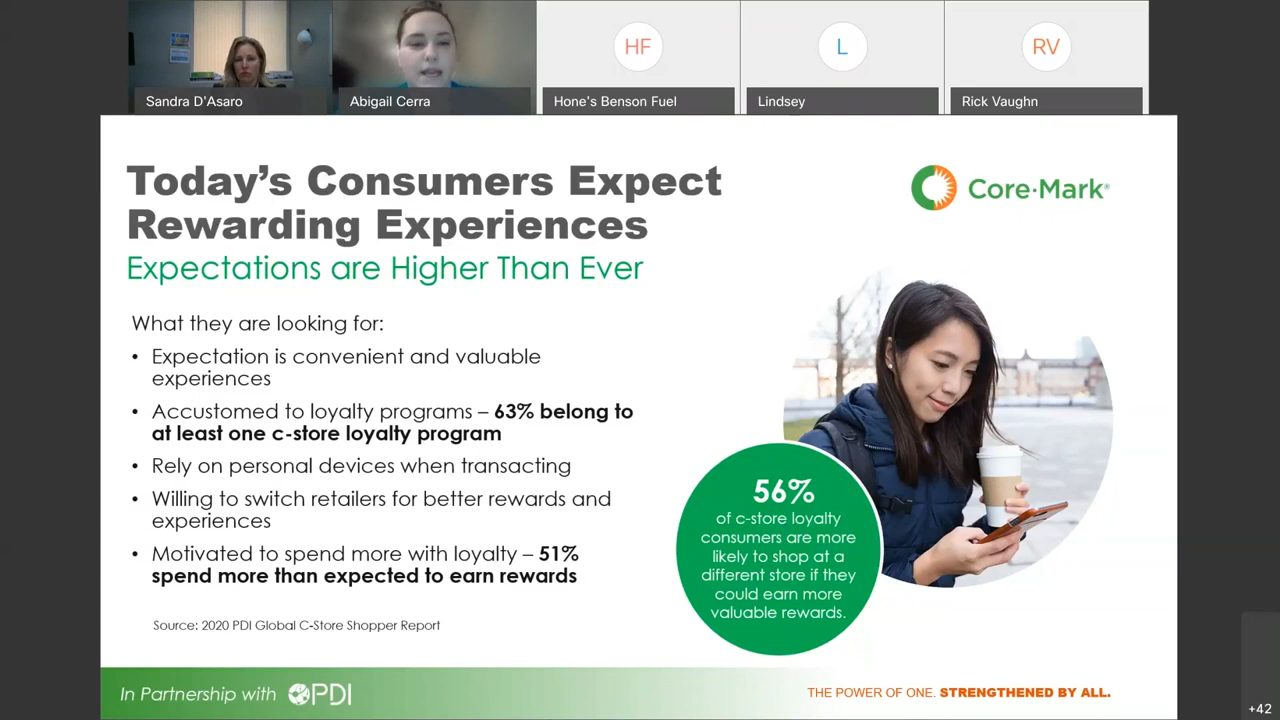 HF
L
RV
Sandra D'Asaro
Abigail Cerra
Hone's Benson Fuel
Lindsey
Rick Vaughn
Today's Consumers Expect
Rewarding Experiences
Expectations are Higher Than Ever
Core-Mark®
What they are looking for:
• Expectation is convenient and valuable
experiences
• Accustomed to loyalty programs – 63% belong to
at least one c-store loyalty program
• Rely on personal devices when transacting
• Willing to switch retailers for better rewards and
experiences
• Motivated to spend more with loyalty – 51%
spend more than expected to earn rewards
Source: 2020 PDI Global C-Store Shopper Report
56%
of c-store loyalty
consumers are more
likely to shop at a
different store if they
could earn more
valuable rewards.
In Partnership with PDI
THE POWER OF ONE. STRENGTHENED BY ALL.
+42